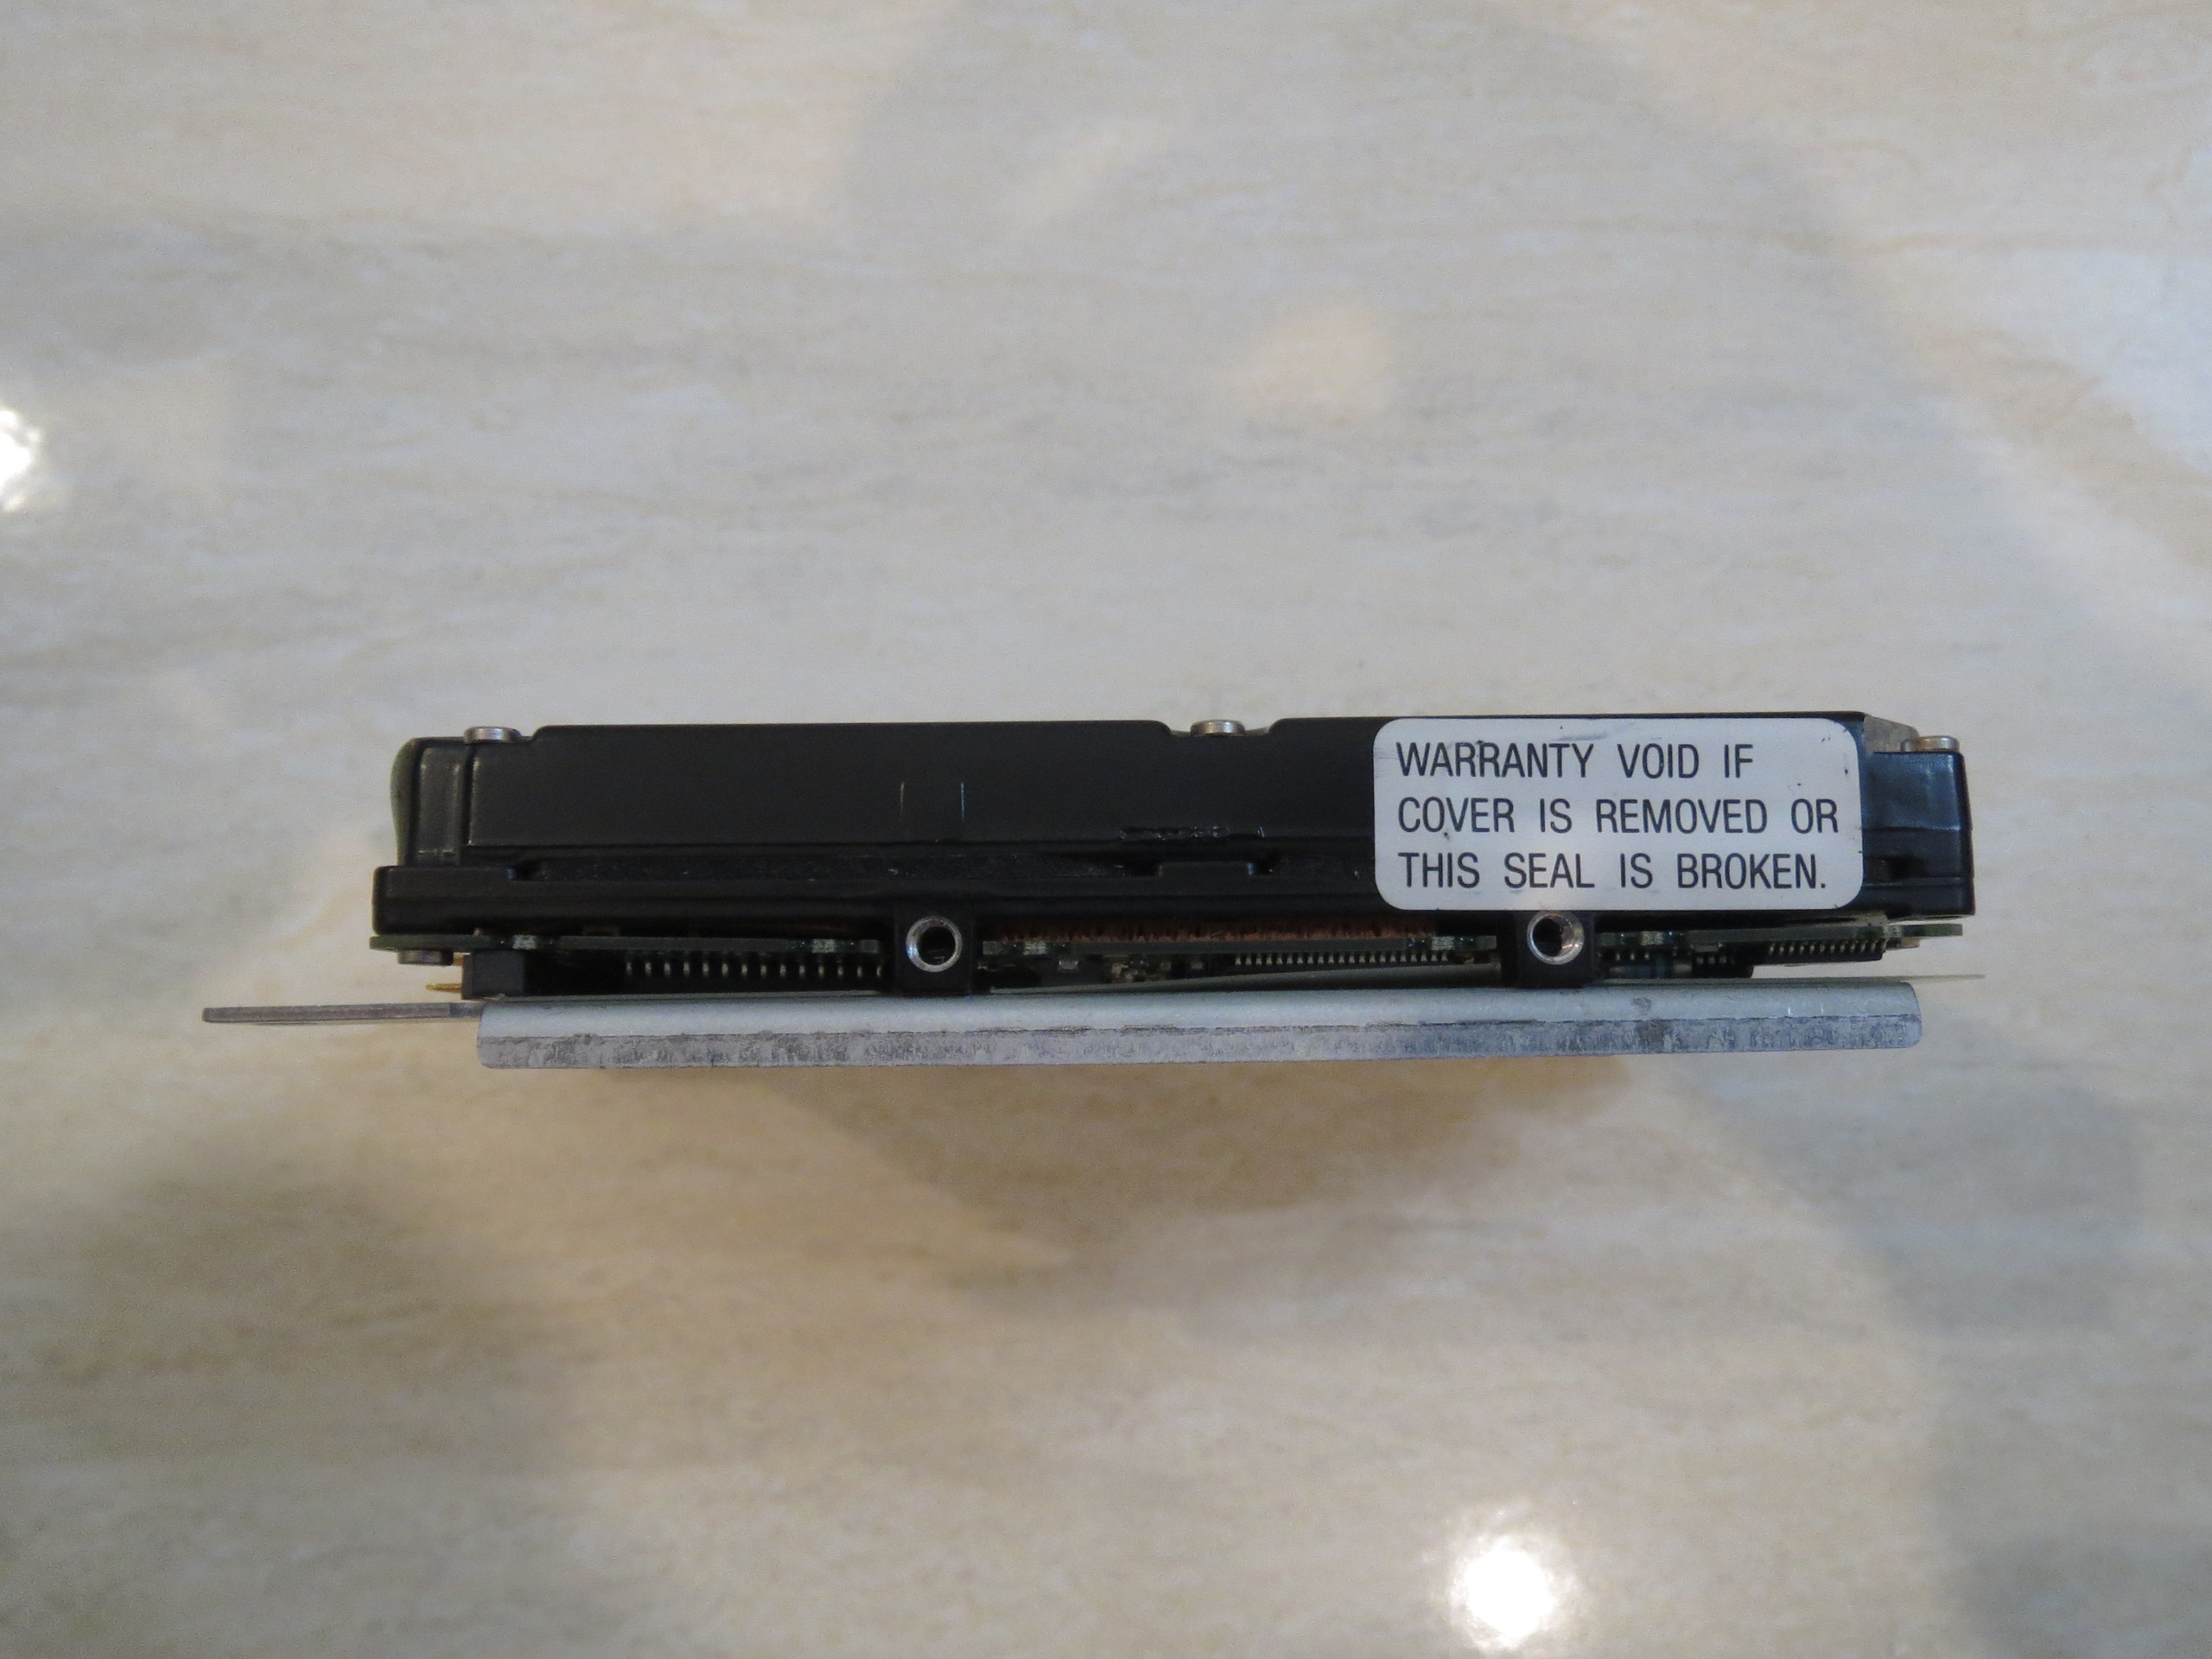 WARRANTY VOID IF
COVER IS REMOVED OR
THIS SEAL IS BROKEN.